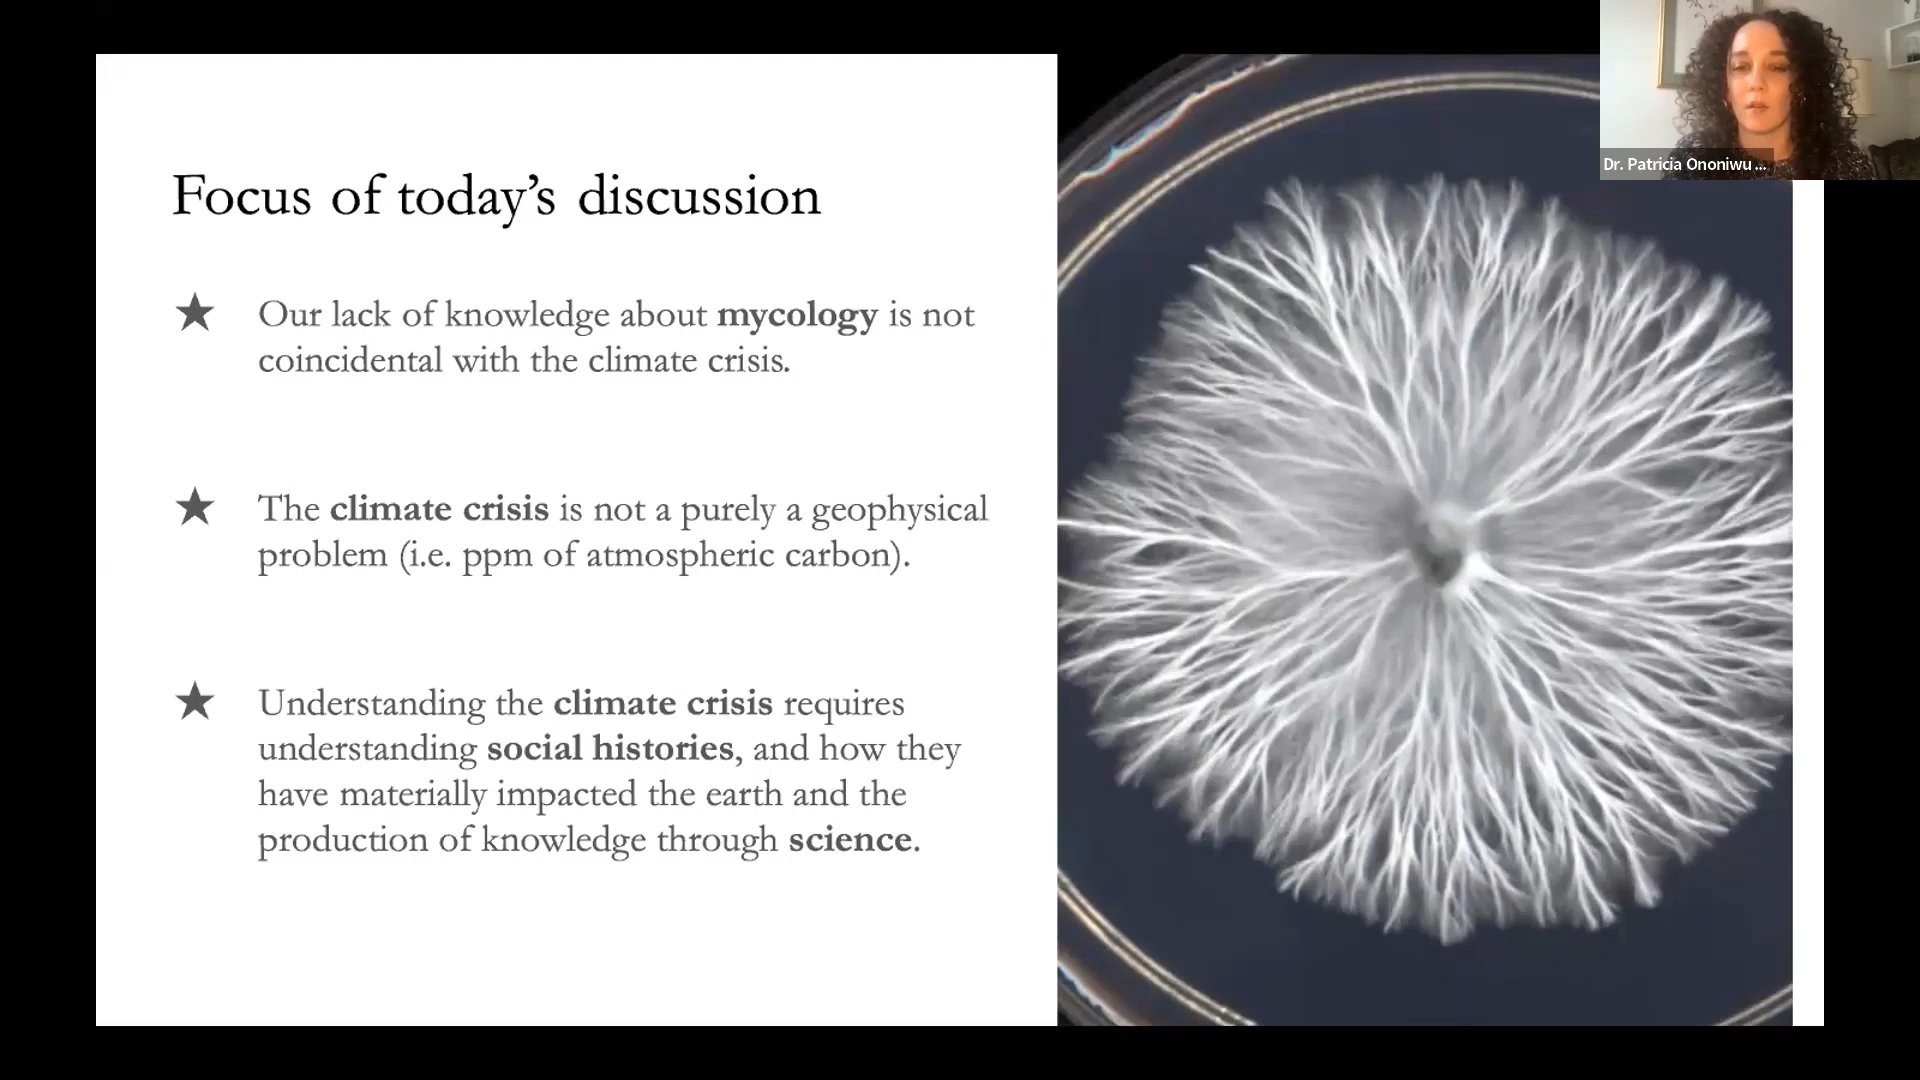 Focus of today’s discussion
★ Our lack of knowledge about mycology is not
coincidental with the climate crisis.
★ The climate crisis is not a purely a geophysical
problem (i.e. ppm of atmospheric carbon).
★ Understanding the climate crisis requires
understanding social histories, and how they
have materially impacted the earth and the
production of knowledge through science.
Dr. Patricia Ononiwu ...